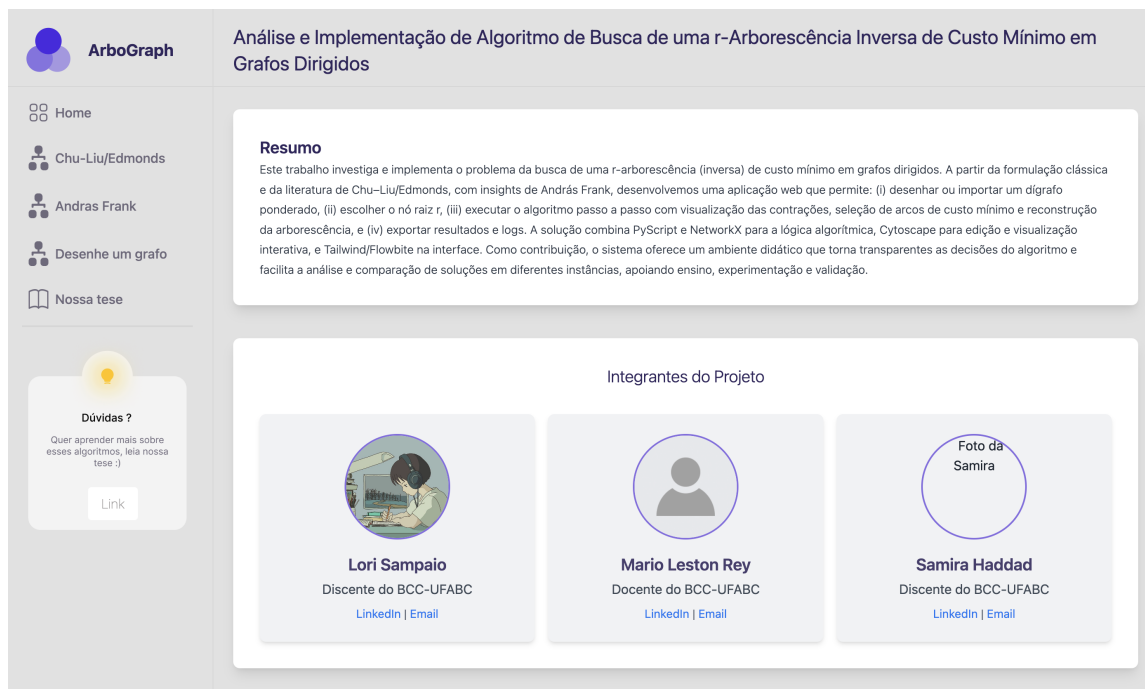 ArboGraph
Home
Chu-Liu/Edmonds
Andras Frank
Desenhe um grafo
Nossa tese
Dúvidas ?
Quer aprender mais sobre
esses algoritmos, leia nossa
tese :)
Link
Análise e Implementação de Algoritmo de Busca de uma r-Arborescência Inversa de Custo Mínimo em
Grafos Dirigidos
Resumo
Este trabalho investiga e implementa o problema da busca de uma r-arborescência (inversa) de custo mínimo em grafos dirigidos. A partir da formulação clássica
e da literatura de Chu–Liu/Edmonds, com insights de András Frank, desenvolvemos uma aplicação web que permite: (i) desenhar ou importar um dígrafo
ponderado, (ii) escolher o nó raiz r, (iii) executar o algoritmo passo a passo com visualização das contrações, seleção de arcos de custo mínimo e reconstrução
da arborescência, e (iv) exportar resultados e logs. A solução combina PyScript e NetworkX para a lógica algorítmica, Cytoscape para edição e visualização
interativa, e Tailwind/Flowbite na interface. Como contribuição, o sistema oferece um ambiente didático que torna transparentes as decisões do algoritmo e
facilita a análise e comparação de soluções em diferentes instâncias, apoiando ensino, experimentação e validação.
Integrantes do Projeto
Lori Sampaio
Discente do BCC-UFABC
LinkedIn | Email
Mario Leston Rey
Docente do BCC-UFABC
LinkedIn | Email
Foto da
Samira
Samira Haddad
Discente do BCC-UFABC
LinkedIn | Email